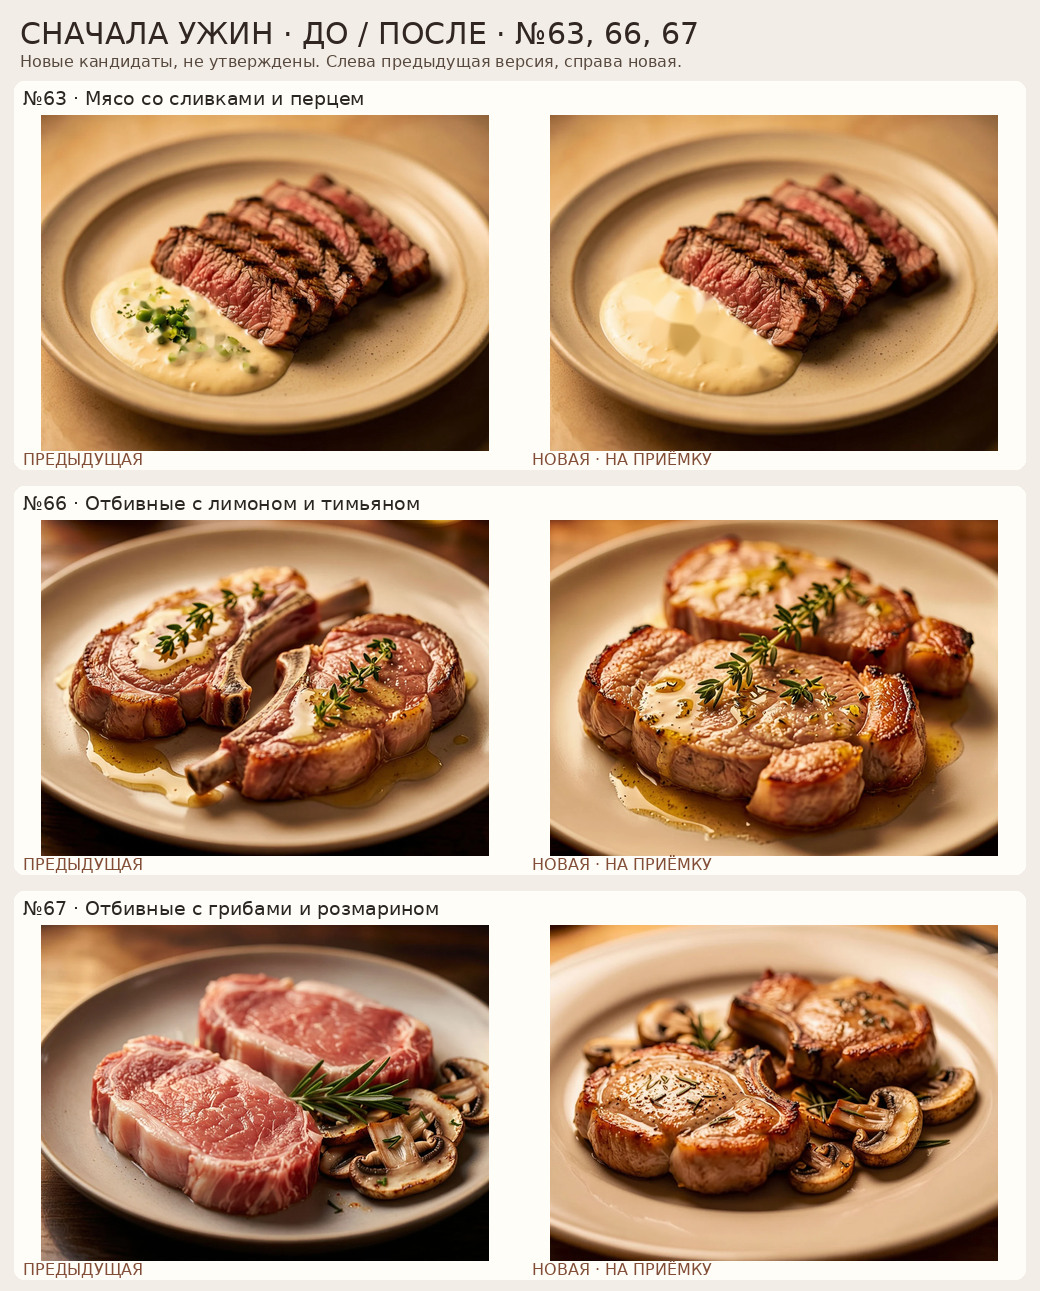 СНАЧАЛА УЖИН · ДО / ПОСЛЕ · №63, 66, 67
Новые кандидаты, не утверждены. Слева предыдущая версия, справа новая.
№63 · Мясо со сливками и перцем
ПРЕДЫДУЩАЯ
НОВАЯ · НА ПРИЁМКУ
№66 · Отбивные с лимоном и тимьяном
ПРЕДЫДУЩАЯ
НОВАЯ · НА ПРИЁМКУ
№67 · Отбивные с грибами и розмарином
ПРЕДЫДУЩАЯ
НОВАЯ · НА ПРИЁМКУ